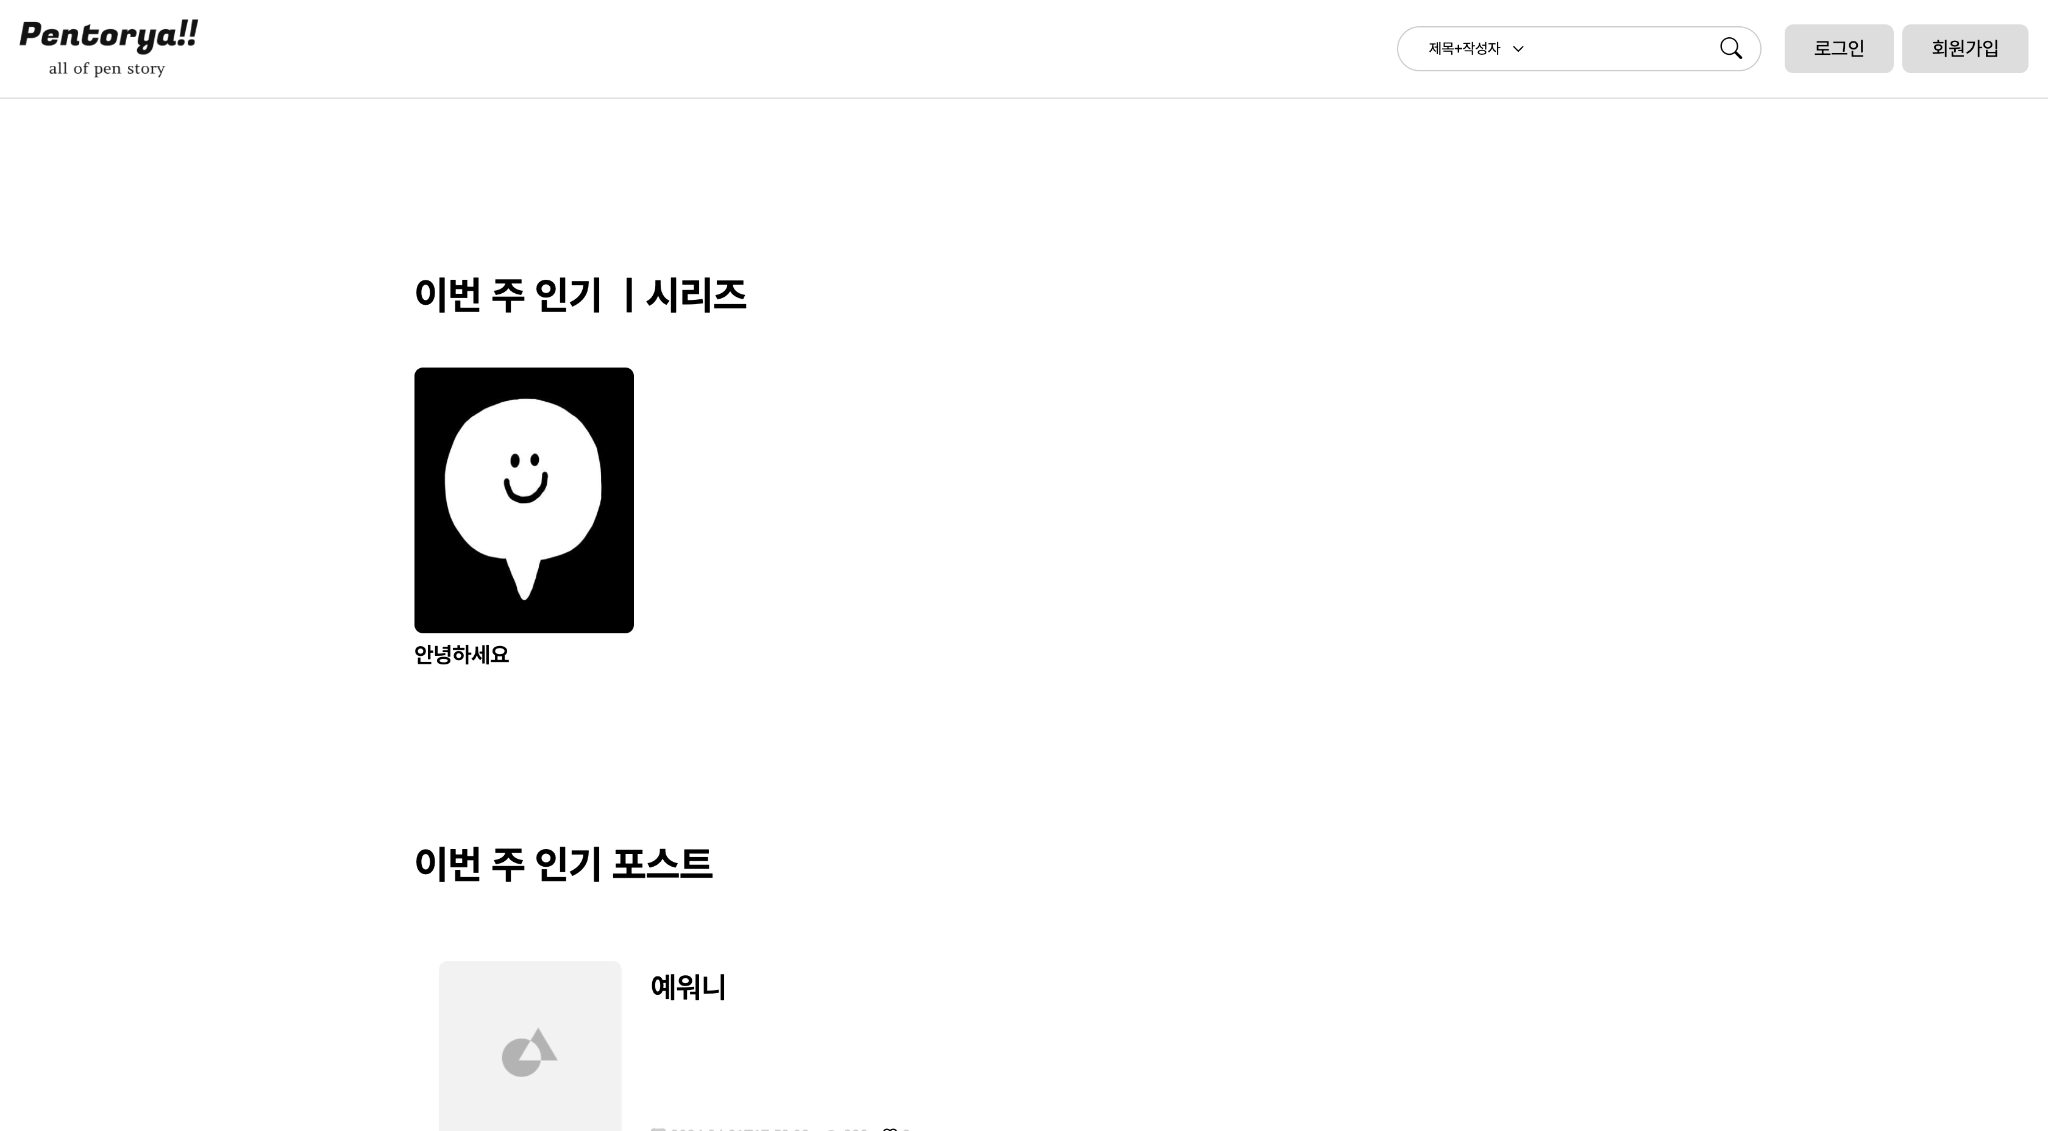 Pentorya!!
all of pen story
제목+작성자
로그인
회원가입
이번 주 인기 ㅣ시리즈
안녕하세요
이번 주 인기 포스트
예워니